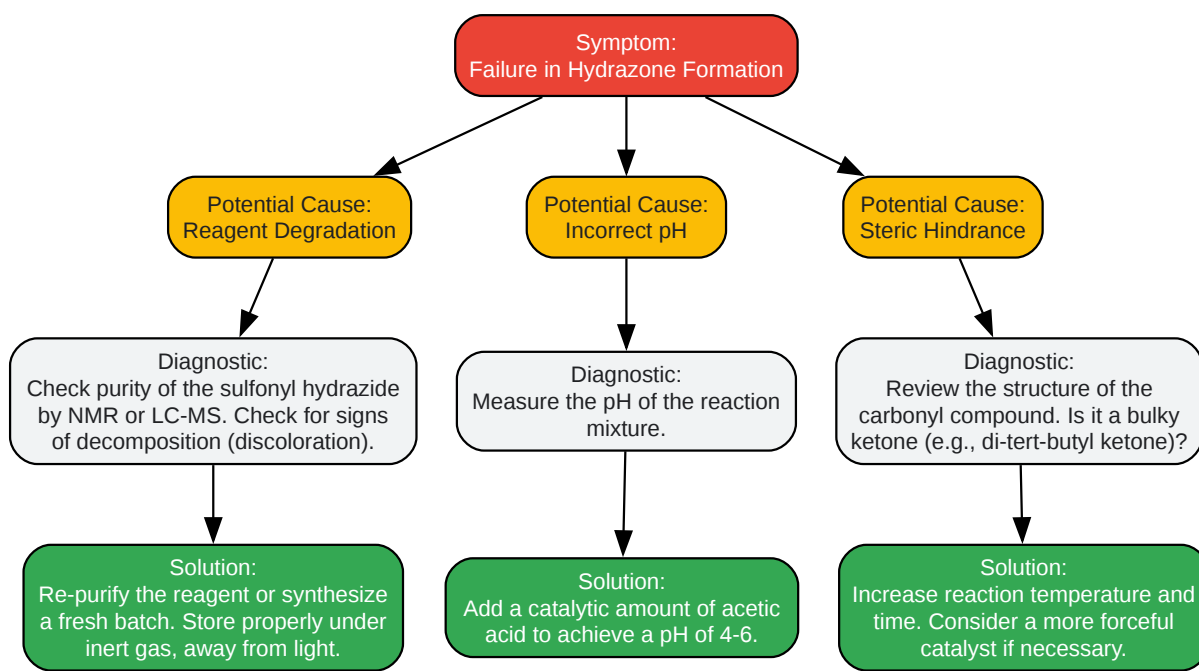 Symptom:
Failure in Hydrazone Formation
Potential Cause:
Reagent Degradation
Potential Cause:
Incorrect pH
Potential Cause:
Steric Hindrance
Diagnostic:
Check purity of the sulfonyl hydrazide
by NMR or LC-MS. Check for signs
of decomposition (discoloration).
Diagnostic:
Measure the pH of the reaction
mixture.
Diagnostic:
Review the structure of the
carbonyl compound. Is it a bulky
ketone (e.g., di-tert-butyl ketone)?
Solution:
Re-purify the reagent or synthesize
a fresh batch. Store properly under
inert gas, away from light.
Solution:
Add a catalytic amount of acetic
acid to achieve a pH of 4-6.
Solution:
Increase reaction temperature and
time. Consider a more forceful
catalyst if necessary.